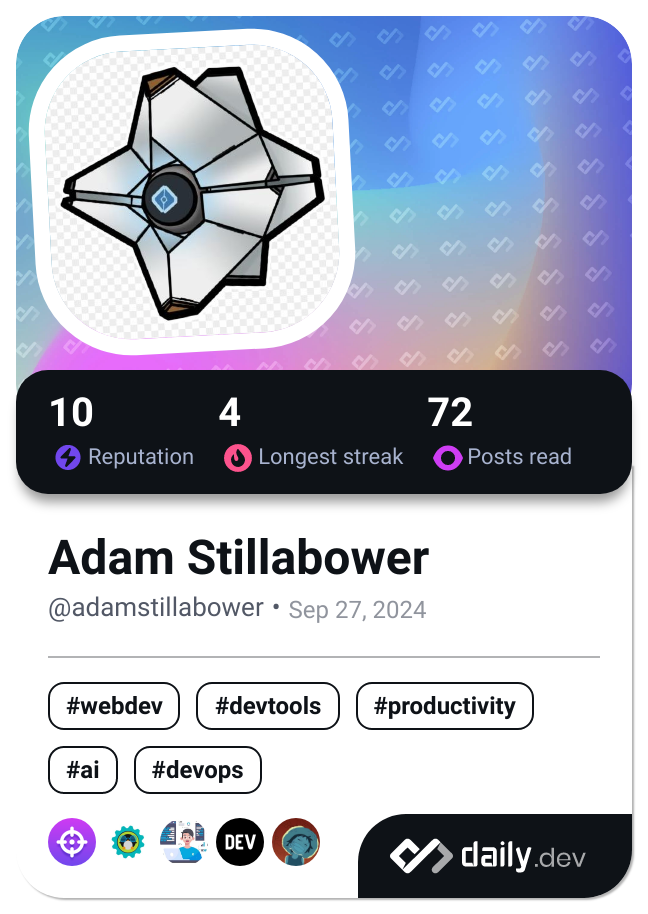 10 4 72
Reputation Longest streak Posts read
Adam Stillabower
@adamstillabower • Sep 27, 2024
#webdev #devtools #productivity
#ai #devops
DEV
daily.dev